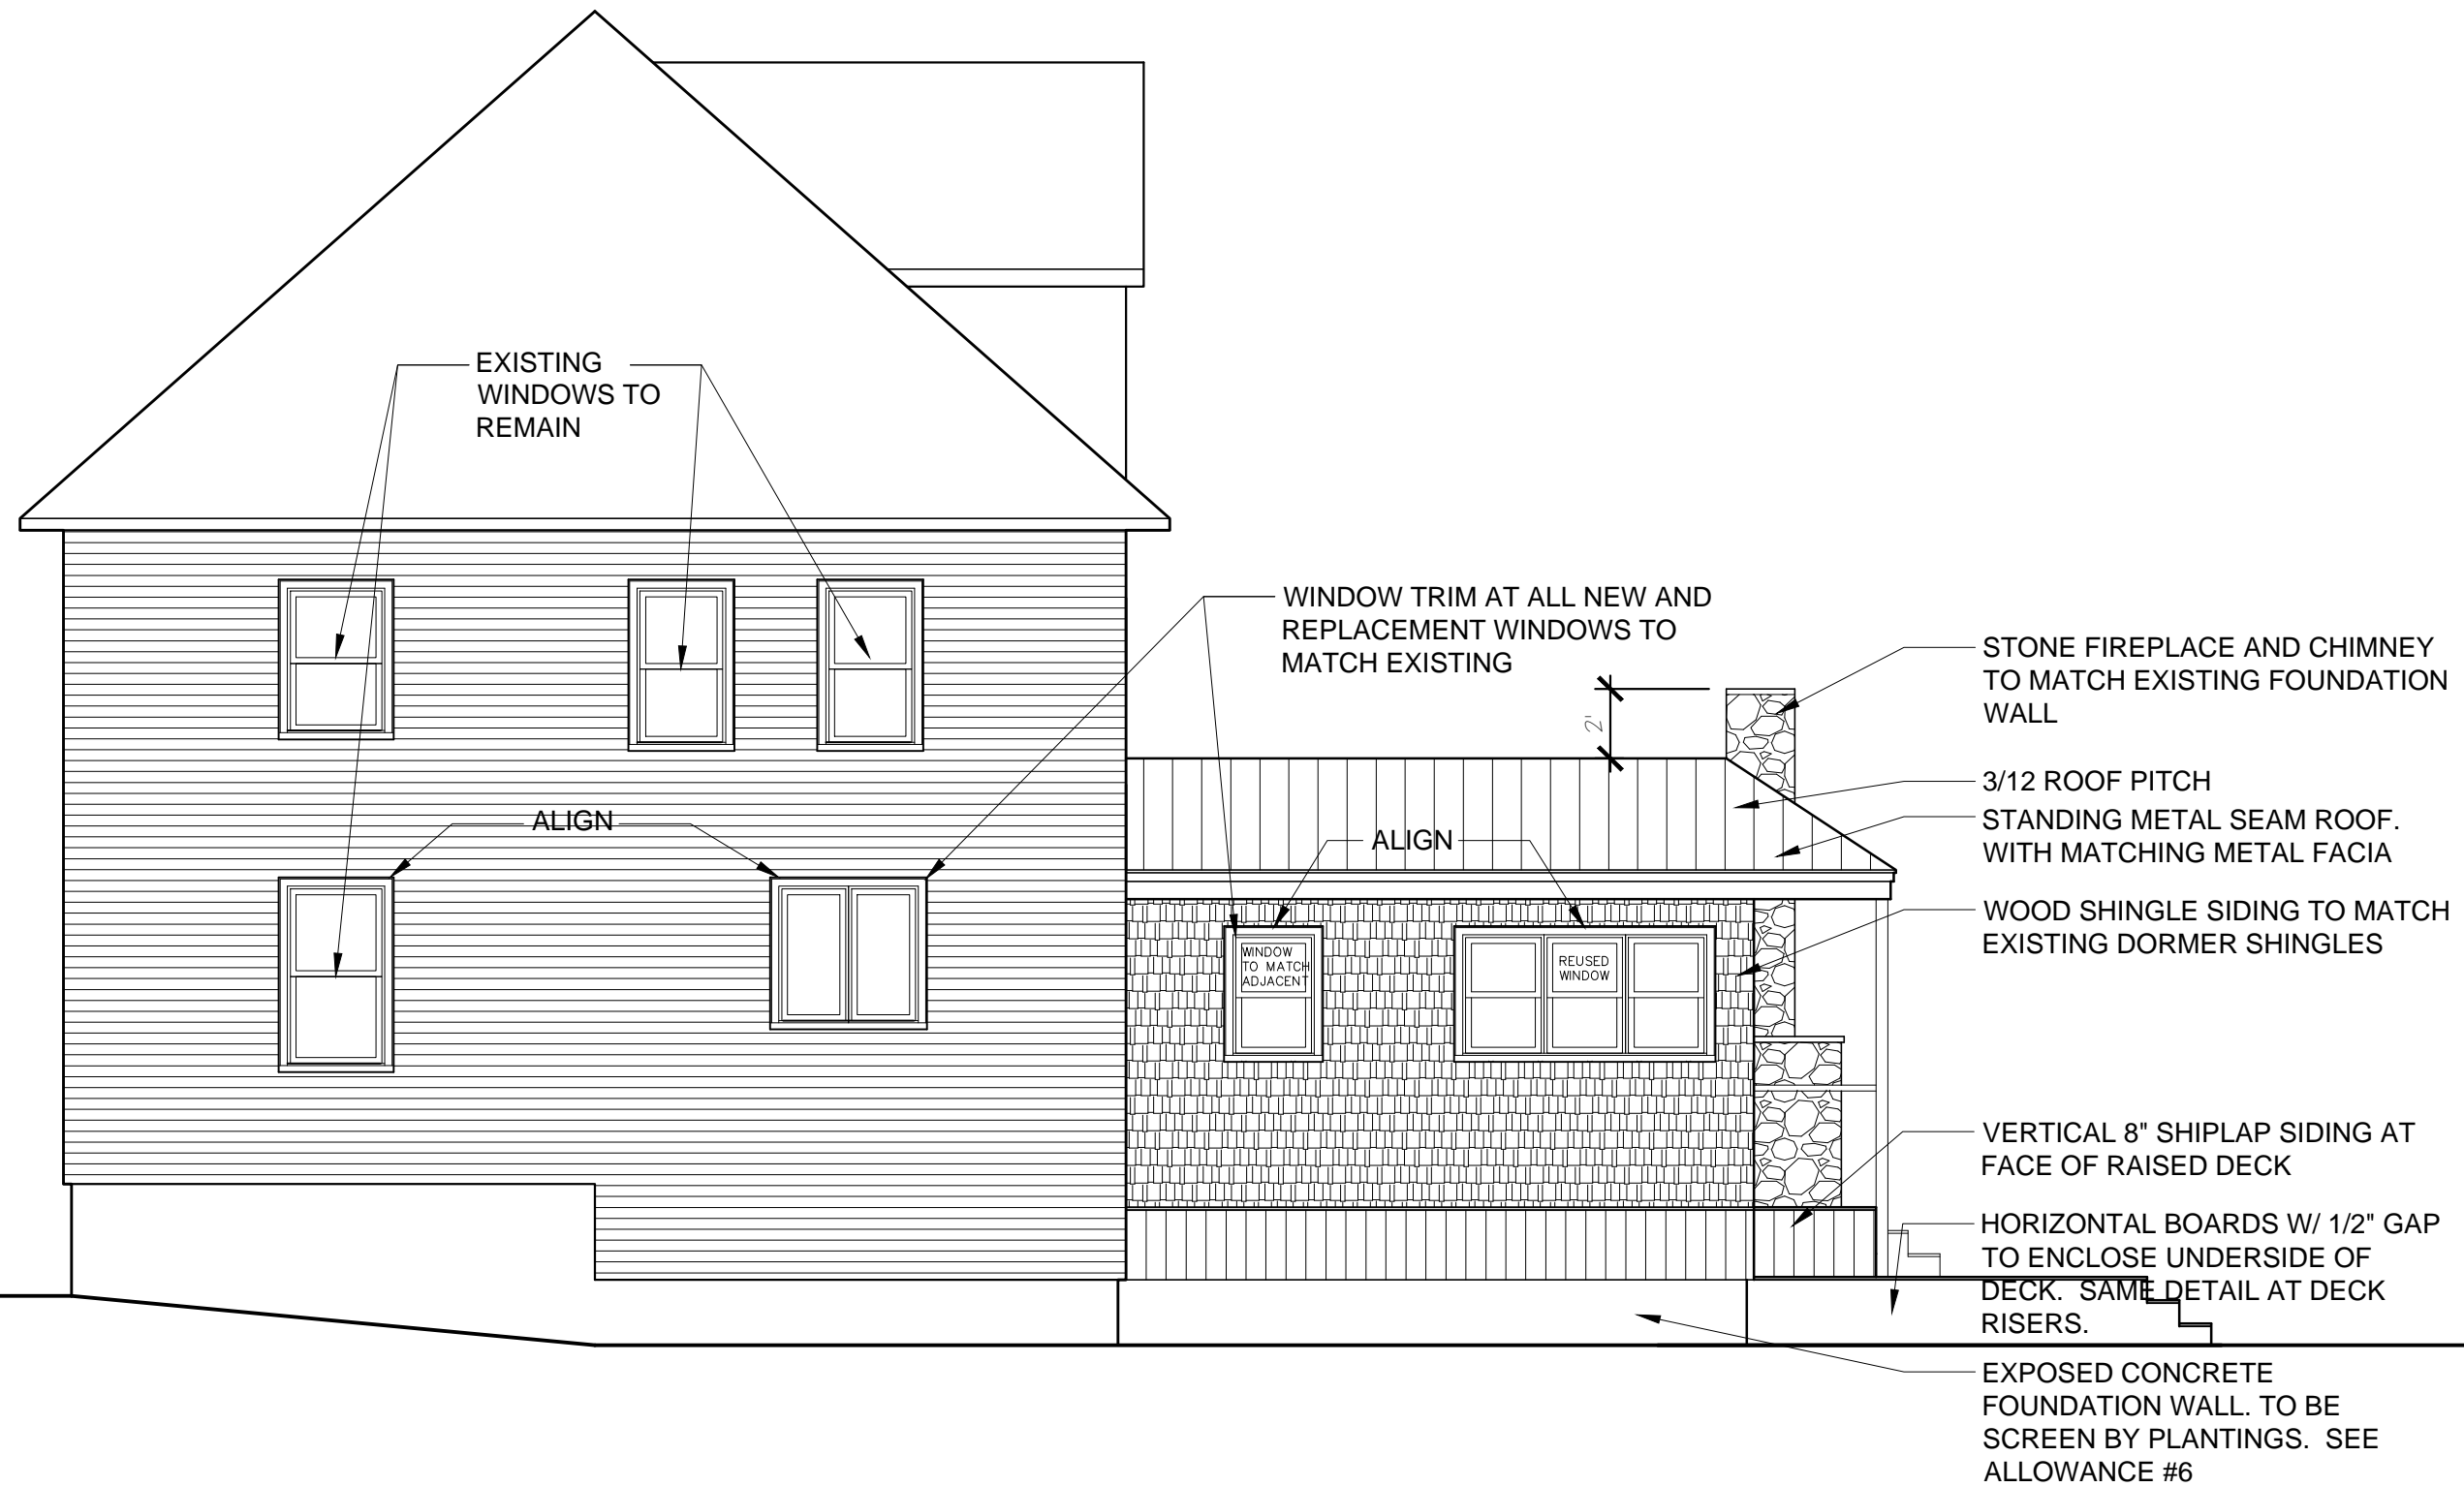 EXISTING
WINDOWS TO
REMAIN
WINDOW TRIM AT ALL NEW AND
REPLACEMENT WINDOWS TO
MATCH EXISTING
STONE FIREPLACE AND CHIMNEY
TO MATCH EXISTING FOUNDATION
WALL
2'
3/12 ROOF PITCH
STANDING METAL SEAM ROOF.
WITH MATCHING METAL FACIA
ALIGN
ALIGN
WOOD SHINGLE SIDING TO MATCH
EXISTING DORMER SHINGLES
WINDOW
TO MATCH
ADJACENT
REUSED
WINDOW
VERTICAL 8" SHIPLAP SIDING AT
FACE OF RAISED DECK
HORIZONTAL BOARDS W/ 1/2" GAP
TO ENCLOSE UNDERSIDE OF
DECK. SAME DETAIL AT DECK
RISERS.
EXPOSED CONCRETE
FOUNDATION WALL. TO BE
SCREEN BY PLANTINGS. SEE
ALLOWANCE #6